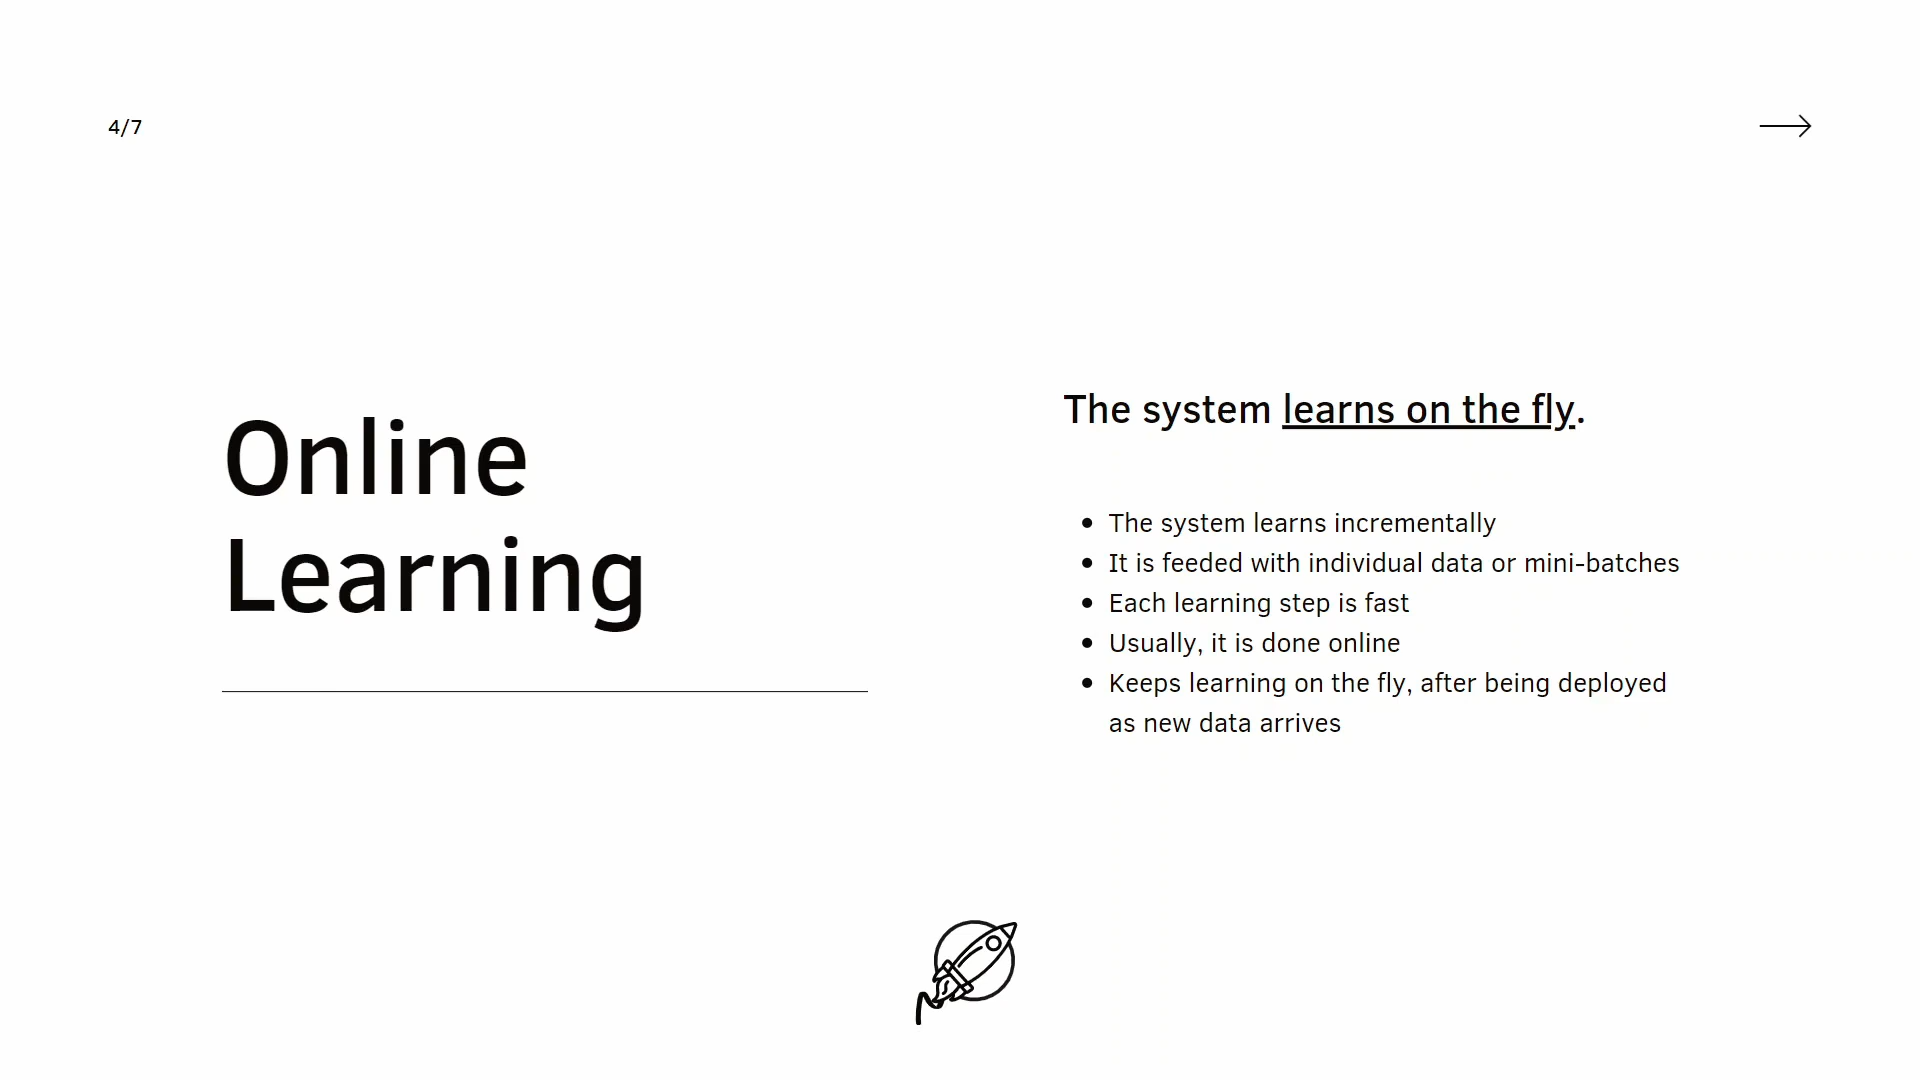 4/7
Online
Learning
The system learns on the fly.
• The system learns incrementally
• It is feeded with individual data or mini-batches
• Each learning step is fast
• Usually, it is done online
• Keeps learning on the fly, after being deployed
as new data arrives